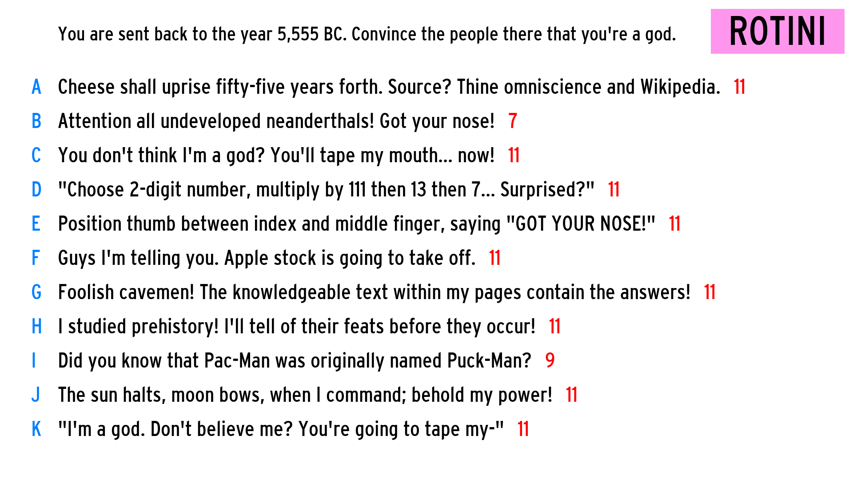 You are sent back to the year 5,555 BC. Convince the people there that you're a god.
ROTINI
A Cheese shall uprise fifty-five years forth. Source? Thine omniscience and Wikipedia. 11
B Attention all undeveloped neanderthals! Got your nose! 7
C You don't think I'm a god? You'll tape my mouth... now! 11
D "Choose 2-digit number, multiply by 111 then 13 then 7... Surprised?" 11
E Position thumb between index and middle finger, saying "GOT YOUR NOSE!" 11
F Guys I'm telling you. Apple stock is going to take off. 11
G Foolish cavemen! The knowledgeable text within my pages contain the answers! 11
H I studied prehistory! I'll tell of their feats before they occur! 11
I Did you know that Pac-Man was originally named Puck-Man? 9
J The sun halts, moon bows, when I command; behold my power! 11
K "I'm a god. Don't believe me? You're going to tape my-" 11